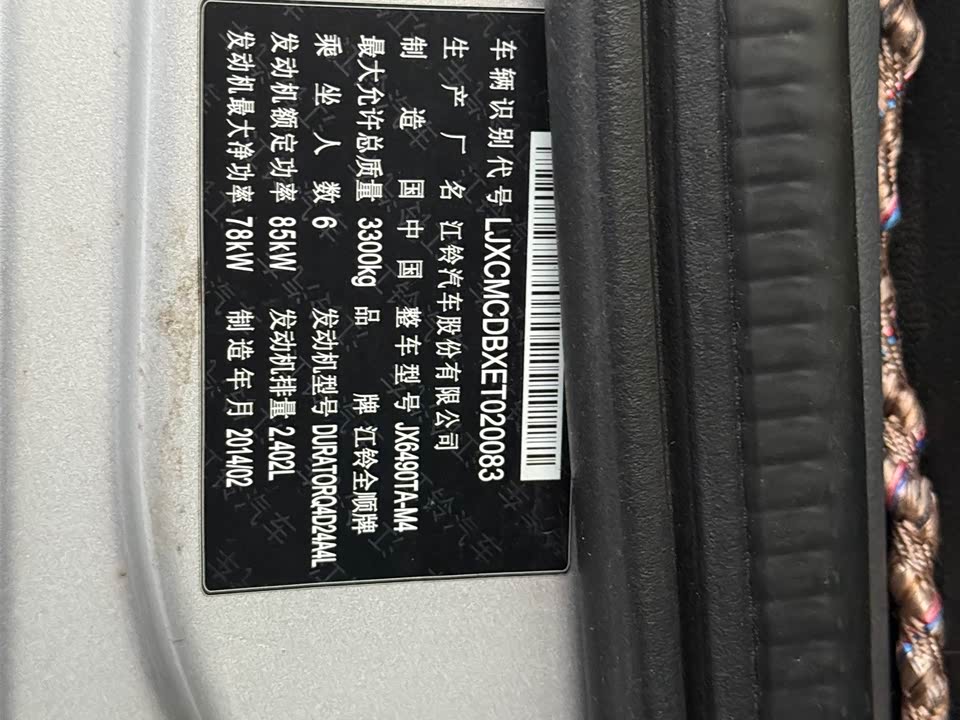 车辆识别代号 LJXCMCDBXET020083
生产厂名 江铃汽车股份有限公司
制造国 中国 整车型号 JX6490TA-M4
最大允许总质量 3300kg 品牌 江铃全顺牌
乘坐人数 6 发动机型号 DURATORQ4D24A4L
发动机额定功率 85kW 发动机排量 2.402L
发动机最大净功率 78kW 制造年月 2014/02